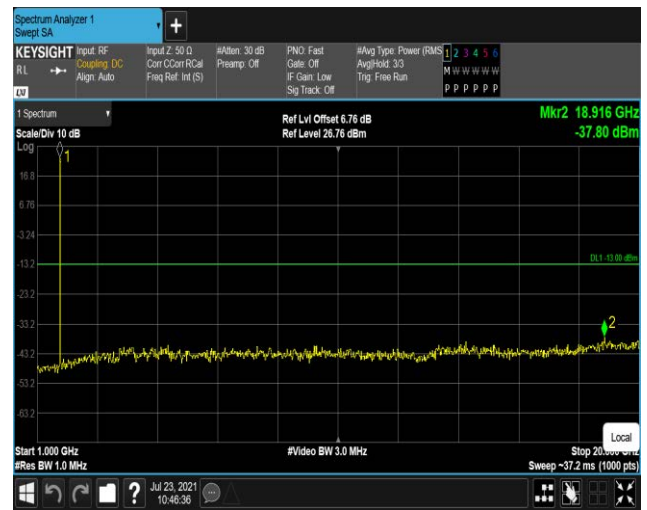 Spectrum Analyzer 1
Swept SA
KEYSIGHT
RL
LXI
Input: RF
Coupling: DC
Align: Auto
Input Z: 50 Ω
Corr CCorr RCal
Freq Ref: Int (S)
#Atten: 30 dB
Preamp: Off
PNO: Fast
Gate: Off
IF Gain: Low
Sig Track: Off
#Avg Type: Power (RMS
Avg|Hold: 3/3
Trig: Free Run
1 2 3 4 5 6
M W W W W W
P P P P P P
1 Spectrum
Scale/Div 10 dB
Log
Ref Lvl Offset 6.76 dB
Ref Level 26.76 dBm
Mkr2 18.916 GHz
-37.80 dBm
1
16.8
6.76
-3.24
-13.2
DL1 -13.00 dBm
-23.2
-33.2
2
-43.2
-53.2
-63.2
Local
Start 1.000 GHz
#Res BW 1.0 MHz
#Video BW 3.0 MHz
Stop 20.000 GHz
Sweep ~37.2 ms (1000 pts)
?
Jul 23, 2021
10:46:36